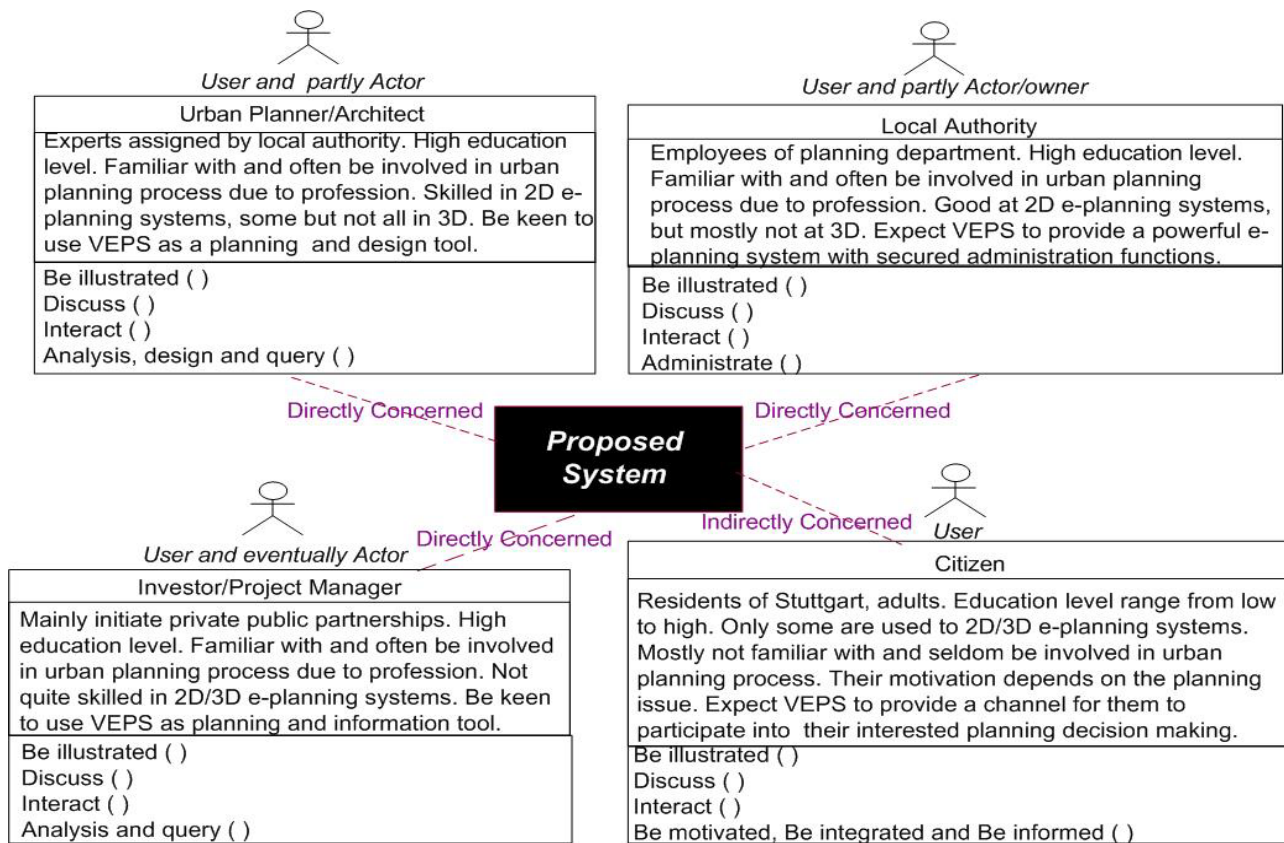 User and partly Actor
Urban Planner/Architect
Experts assigned by local authority. High education
level. Familiar with and often be involved in urban
planning process due to profession. Skilled in 2D e-
planning systems, some but not all in 3D. Be keen to
use VEPS as a planning and design tool.
Be illustrated ( )
Discuss ( )
Interact ( )
Analysis, design and query ( )
User and partly Actor/owner
Local Authority
Employees of planning department. High education level.
Familiar with and often be involved in urban planning
process due to profession. Good at 2D e-planning systems,
but mostly not at 3D. Expect VEPS to provide a powerful e-
planning system with secured administration functions.
Be illustrated ( )
Discuss ( )
Interact ( )
Administrate ( )
Directly Concerned
Directly Concerned
Proposed
System
Directly Concerned
Indirectly Concerned
User and eventually Actor
Investor/Project Manager
Mainly initiate private public partnerships. High
education level. Familiar with and often be involved
in urban planning process due to profession. Not
quite skilled in 2D/3D e-planning systems. Be keen
to use VEPS as planning and information tool.
Be illustrated ( )
Discuss ( )
Interact ( )
Analysis and query ( )
User
Citizen
Residents of Stuttgart, adults. Education level range from low
to high. Only some are used to 2D/3D e-planning systems.
Mostly not familiar with and seldom be involved in urban
planning process. Their motivation depends on the planning
issue. Expect VEPS to provide a channel for them to
participate into their interested planning decision making.
Be illustrated ( )
Discuss ( )
Interact ( )
Be motivated, Be integrated and Be informed ( )